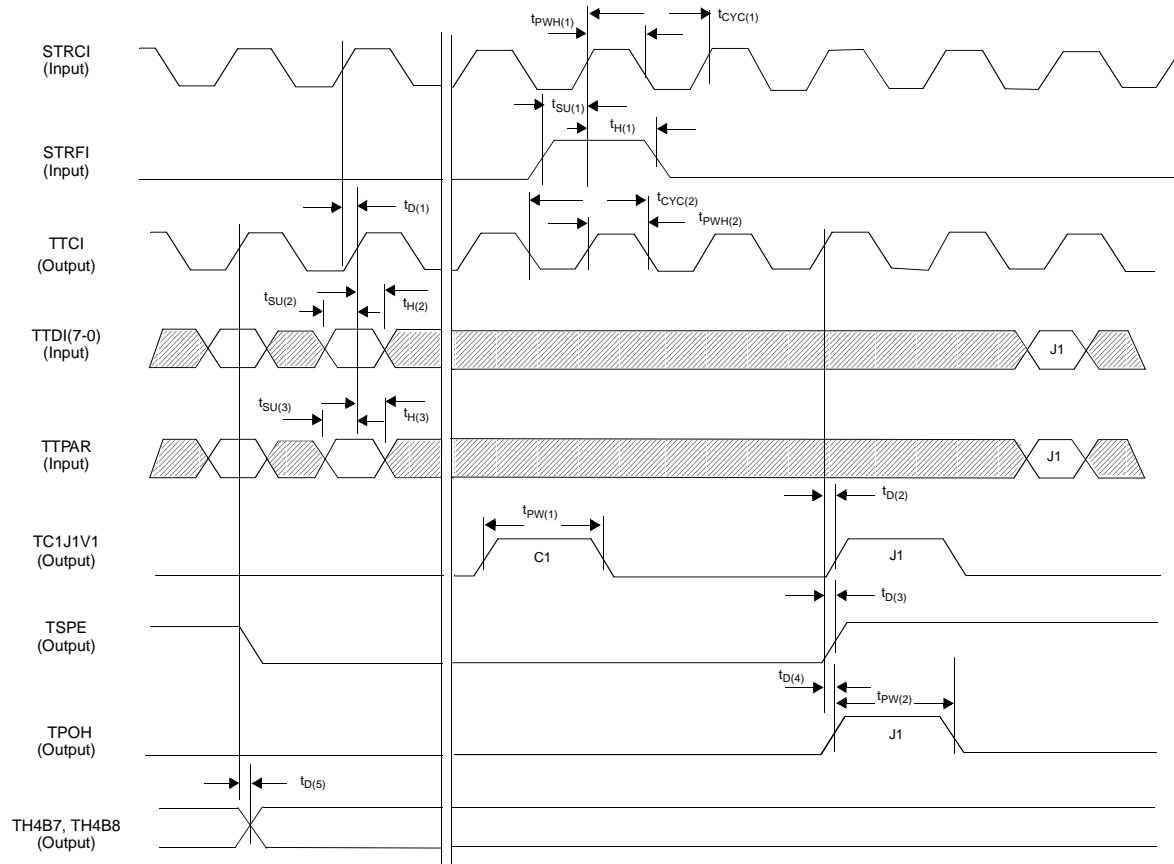 tPWH(1)
tCYC(1)
STRCI
(Input)
tSU(1)
tH(1)
STRFI
(Input)
tD(1)
tCYC(2)
tPWH(2)
TTCI
(Output)
tSU(2)
tH(2)
TTDI(7-0)
(Input)
J1
tSU(3)
tH(3)
TTPAR
(Input)
J1
tD(2)
tPW(1)
TC1J1V1
(Output)
C1
J1
tD(3)
TSPE
(Output)
tD(4)
tPW(2)
TPOH
(Output)
J1
tD(5)
TH4B7, TH4B8
(Output)